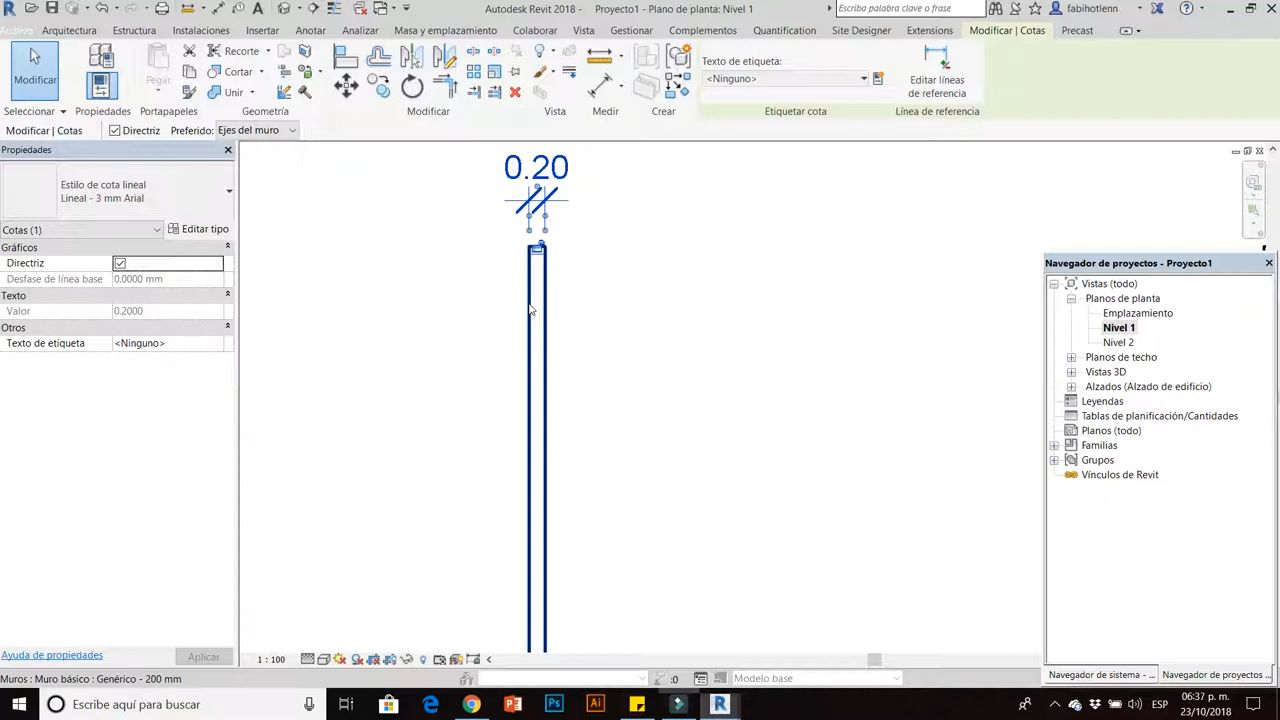 Autodesk Revit 2018 - Proyecto1 - Plano de planta: Nivel 1
Escriba palabra clave o frase
fabihotlenn
Archivo Arquitectura Estructura Instalaciones Insertar Anotar Analizar Masa y emplazamiento Colaborar Vista Gestionar Complementos Quantification Site Designer Extensions Modificar | Cotas Precast
Modificar
Pegar
Recorte
Cortar
Unir
Texto de etiqueta:
<Ninguno>
Editar líneas
de referencia
Seleccionar Propiedades Portapapeles Geometría Modificar Vista Medir Crear Etiquetar cota Línea de referencia
Modificar | Cotas Directriz Preferido: Ejes del muro
Propiedades
Estilo de cota lineal
Lineal - 3 mm Arial
Cotas (1) Editar tipo
Gráficos
Directriz
Desfase de línea base 0.0000 mm
Texto
Valor 0.2000
Otros
Texto de etiqueta <Ninguno>
Ayuda de propiedades Aplicar
0.20
Navegador de proyectos - Proyecto1
Vistas (todo)
Planos de planta
Emplazamiento
Nivel 1
Nivel 2
Planos de techo
Vistas 3D
Alzados (Alzado de edificio)
Leyendas
Tablas de planificación/Cantidades
Planos (todo)
Familias
Grupos
Vínculos de Revit
Navegador de sistema - ... Navegador de proyectos ...
1 : 100
Muros : Muro básico : Genérico - 200 mm
:0
Modelo base
Escribe aquí para buscar
ESP
06:37 p. m.
23/10/2018